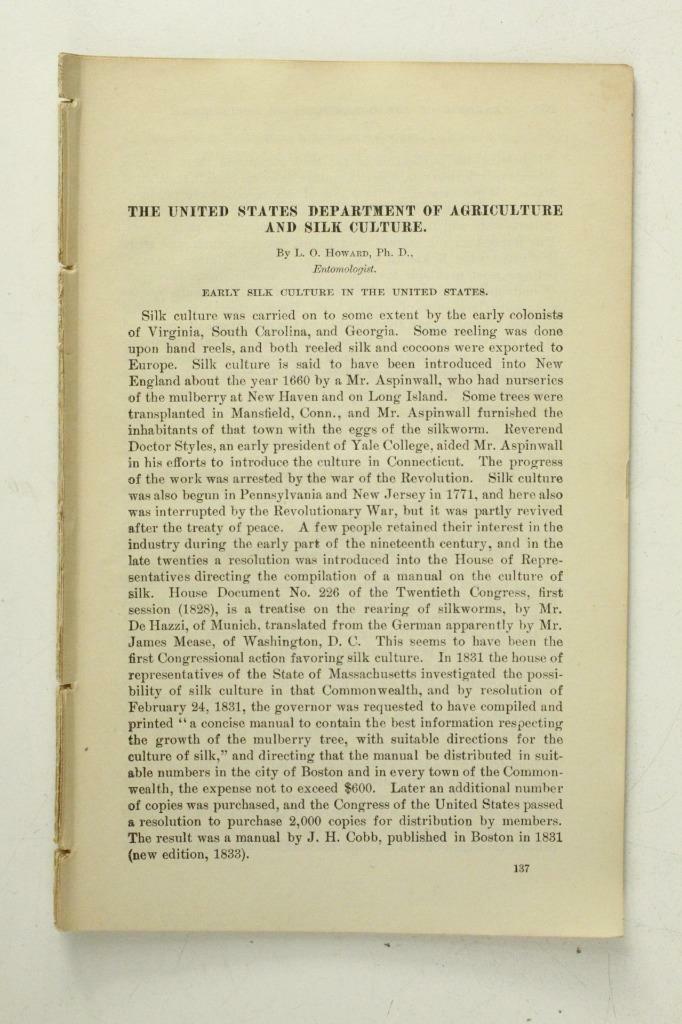 THE UNITED STATES DEPARTMENT OF AGRICULTURE
AND SILK CULTURE.
By L. O. Howard, Ph. D.,
Entomologist.
EARLY SILK CULTURE IN THE UNITED STATES.
Silk culture was carried on to some extent by the early colonists
of Virginia, South Carolina, and Georgia. Some reeling was done
upon hand reels, and both reeled silk and cocoons were exported to
Europe. Silk culture is said to have been introduced into New
England about the year 1660 by a Mr. Aspinwall, who had nurseries
of the mulberry at New Haven and on Long Island. Some trees were
transplanted in Mansfield, Conn., and Mr. Aspinwall furnished the
inhabitants of that town with the eggs of the silkworm. Reverend
Doctor Styles, an early president of Yale College, aided Mr. Aspinwall
in his efforts to introduce the culture in Connecticut. The progress
of the work was arrested by the war of the Revolution. Silk culture
was also begun in Pennsylvania and New Jersey in 1771, and here also
was interrupted by the Revolutionary War, but it was partly revived
after the treaty of peace. A few people retained their interest in the
industry during the early part of the nineteenth century, and in the
late twenties a resolution was introduced into the House of Repre-
sentatives directing the compilation of a manual on the culture of
silk. House Document No. 226 of the Twentieth Congress, first
session (1828), is a treatise on the rearing of silkworms, by Mr.
De Hazzi, of Munich, translated from the German apparently by Mr.
James Mease, of Washington, D. C. This seems to have been the
first Congressional action favoring silk culture. In 1831 the house of
representatives of the State of Massachusetts investigated the possi-
bility of silk culture in that Commonwealth, and by resolution of
February 24, 1831, the governor was requested to have compiled and
printed "a concise manual to contain the best information respecting
the growth of the mulberry tree, with suitable directions for the
culture of silk," and directing that the manual be distributed in suit-
able numbers in the city of Boston and in every town of the Common-
wealth, the expense not to exceed $600. Later an additional number
of copies was purchased, and the Congress of the United States passed
a resolution to purchase 2,000 copies for distribution by members.
The result was a manual by J. H. Cobb, published in Boston in 1831
(new edition, 1833).
137